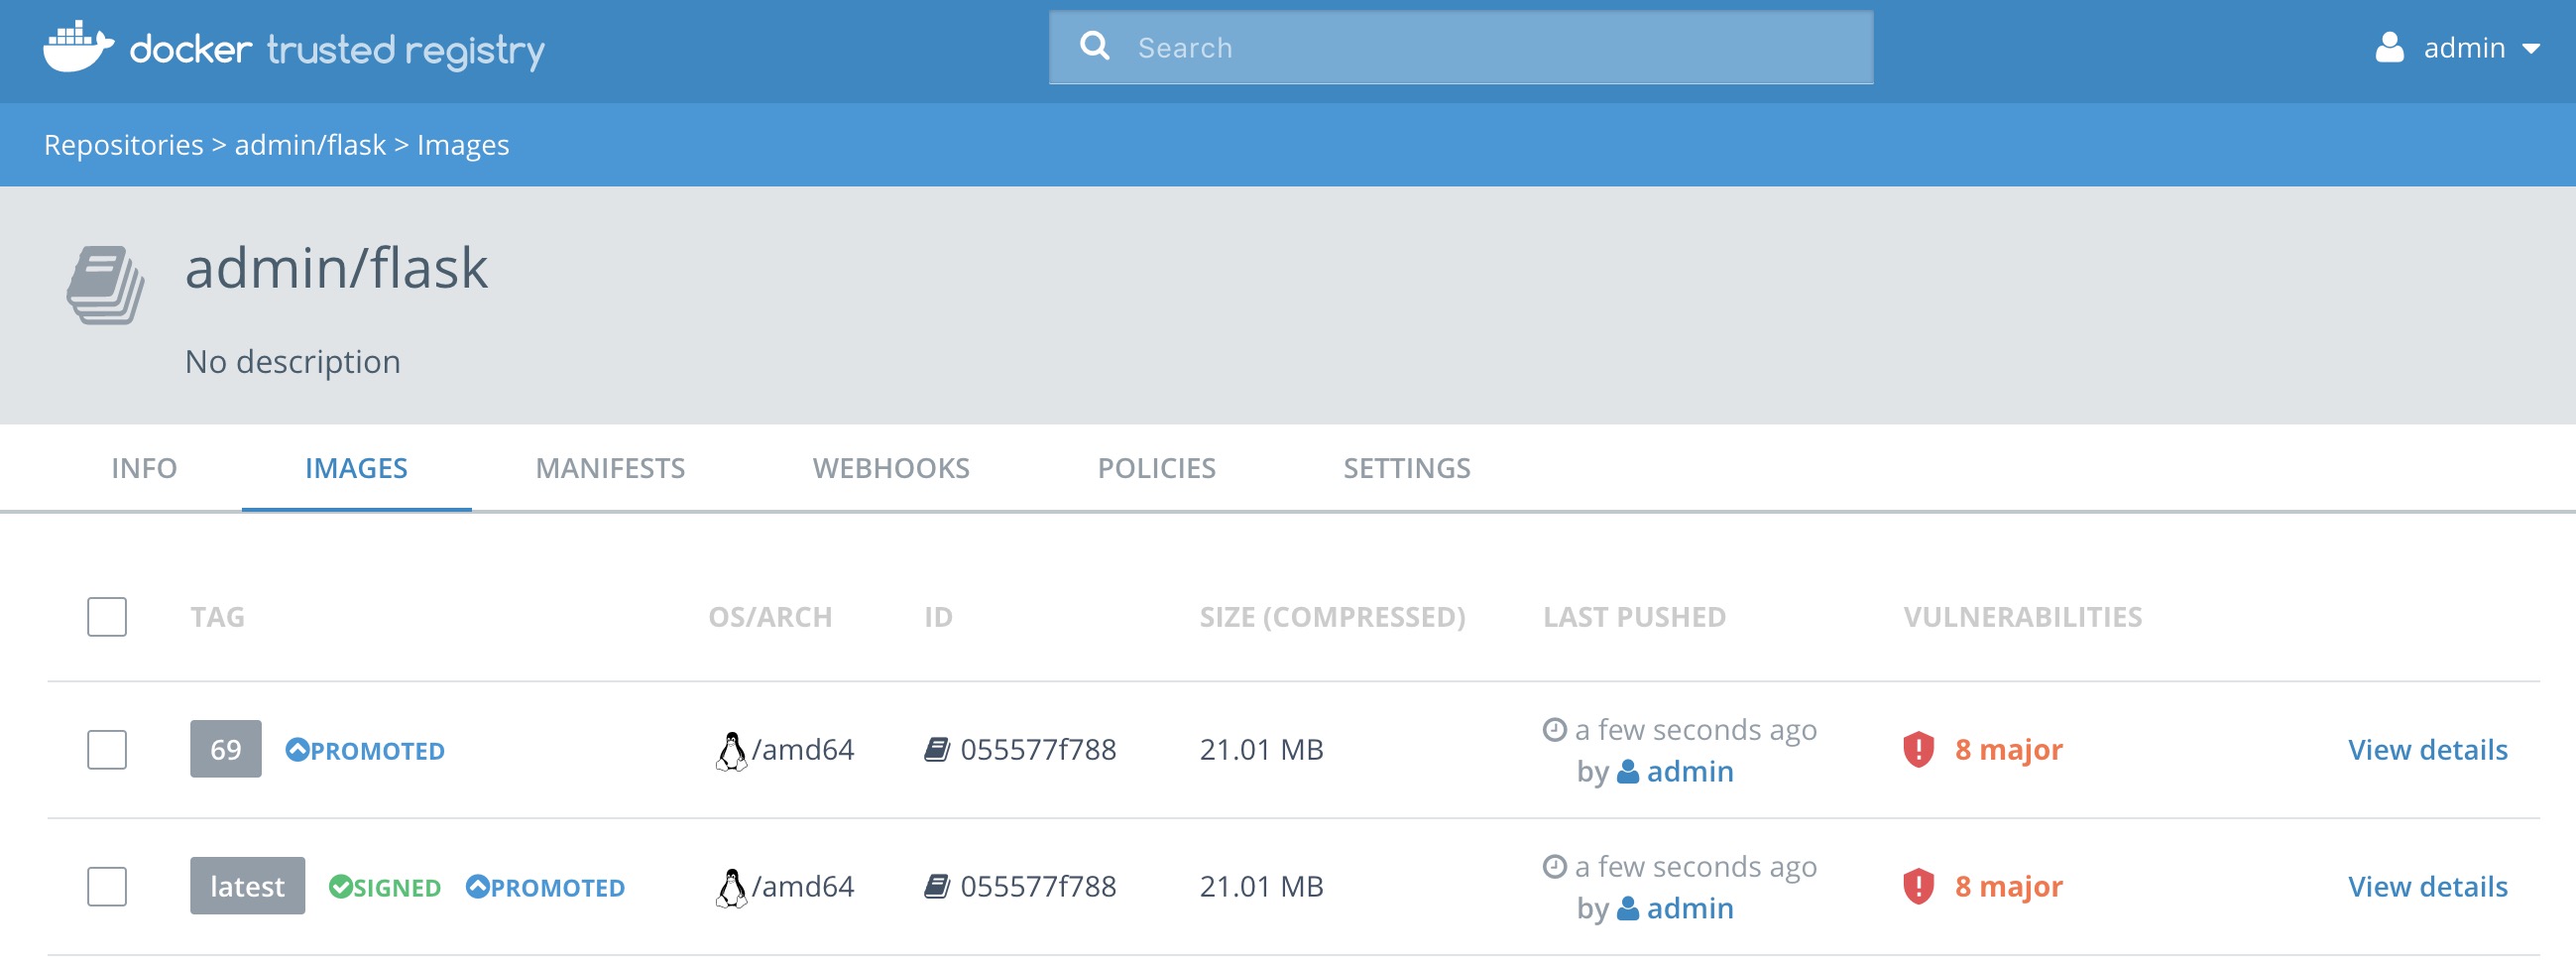 docker trusted registry
Search
admin
Repositories > admin/flask > Images
admin/flask
No description
INFO IMAGES MANIFESTS WEBHOOKS POLICIES SETTINGS
TAG OS/ARCH ID SIZE (COMPRESSED) LAST PUSHED VULNERABILITIES
69 PROMOTED /amd64 055577f788 21.01 MB a few seconds ago 8 major View details
by admin
latest SIGNED PROMOTED /amd64 055577f788 21.01 MB a few seconds ago 8 major View details
by admin